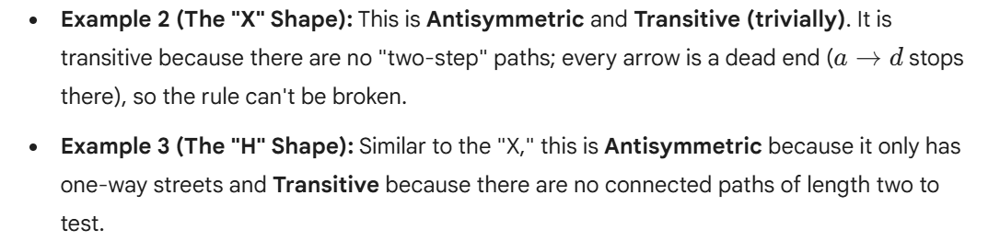 • Example 2 (The "X" Shape): This is Antisymmetric and Transitive (trivially). It is
transitive because there are no "two-step" paths; every arrow is a dead end (a → d stops
there), so the rule can't be broken.
• Example 3 (The "H" Shape): Similar to the "X," this is Antisymmetric because it only has
one-way streets and Transitive because there are no connected paths of length two to
test.